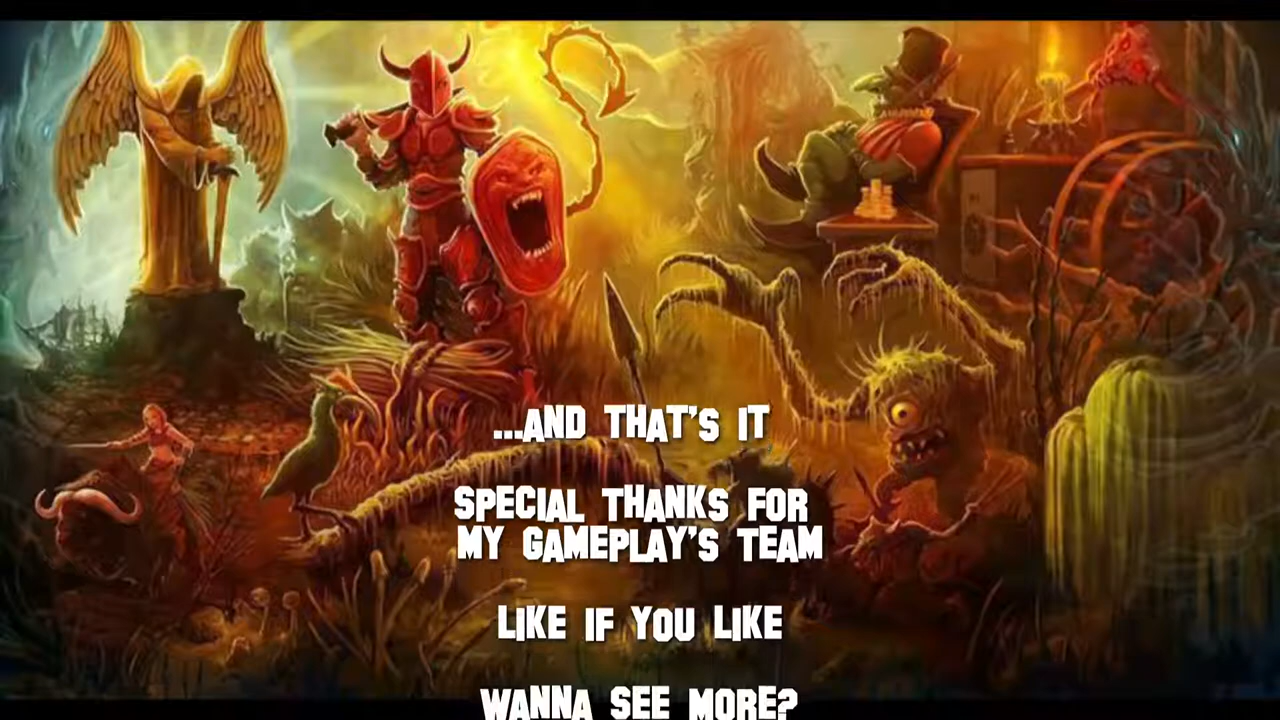 ...AND THAT'S IT
SPECIAL THANKS FOR
MY GAMEPLAY'S TEAM
LIKE IF YOU LIKE
WANNA SEE MORE?